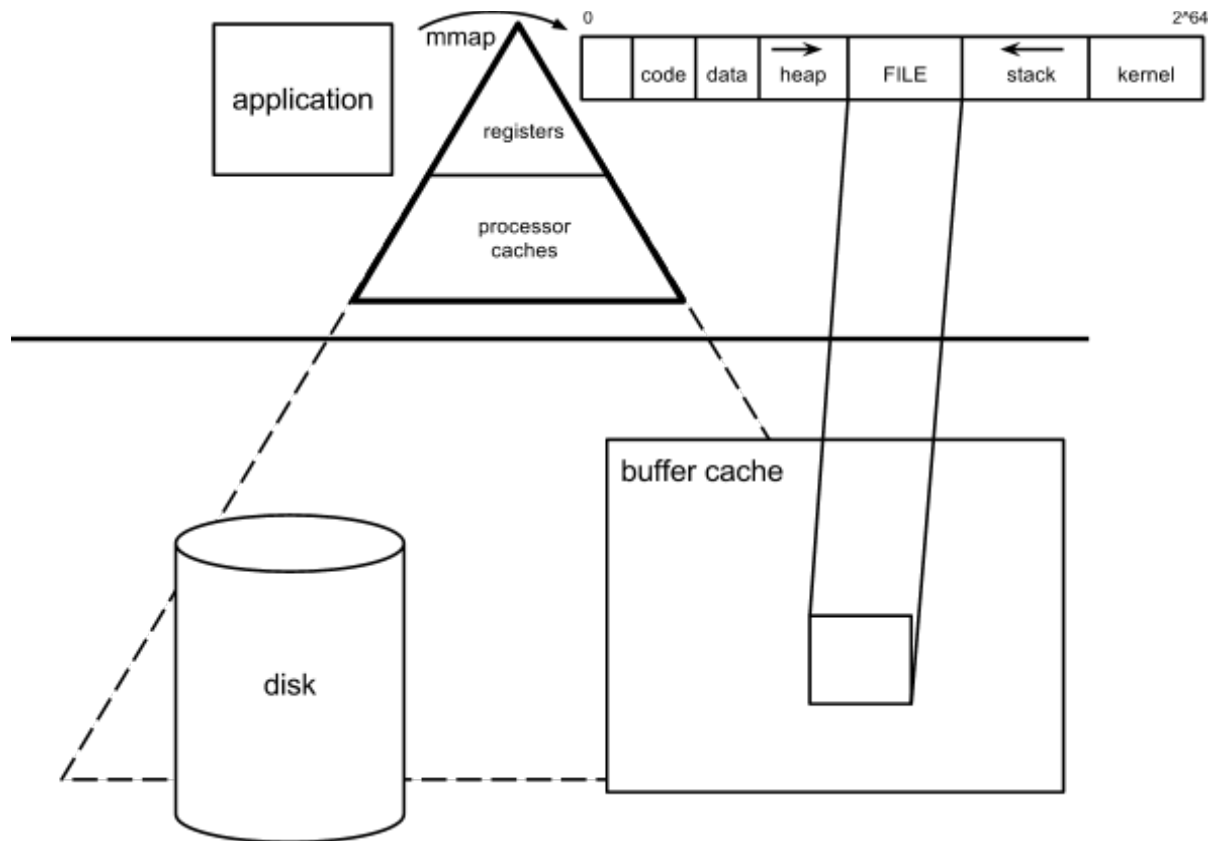 0
2^64
mmap
code
data
heap
FILE
stack
kernel
application
registers
processor
caches
buffer cache
disk